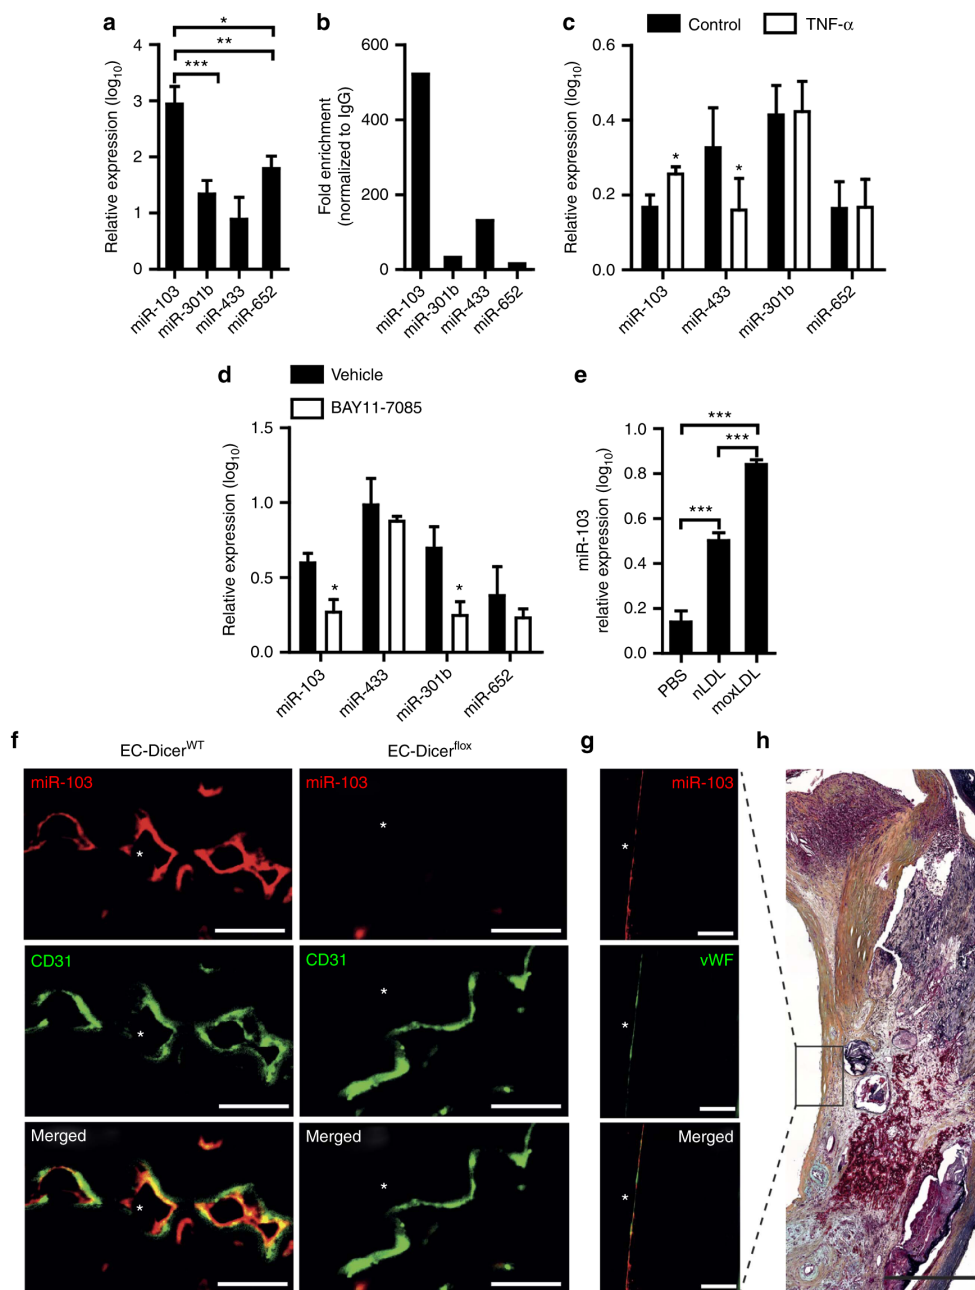 a
*
**
***
Relative expression (log10)
4
3
2
1
0
miR-103
miR-301b
miR-433
miR-652
b
Fold enrichment
(normalized to IgG)
600
400
200
0
miR-103
miR-301b
miR-433
miR-652
c
Control
TNF-α
Relative expression (log10)
0.6
0.4
0.2
0.0
*
*
miR-103
miR-433
miR-301b
miR-652
d
Vehicle
BAY11-7085
Relative expression (log10)
1.5
1.0
0.5
0.0
*
*
miR-103
miR-433
miR-301b
miR-652
e
miR-103
relative expression (log10)
1.0
0.8
0.6
0.4
0.2
0.0
***
***
***
PBS
nLDL
moxLDL
f
EC-DicerWT
EC-Dicerflox
miR-103
*
miR-103
*
CD31
*
CD31
*
Merged
*
Merged
*
g
miR-103
*
vWF
*
Merged
*
h